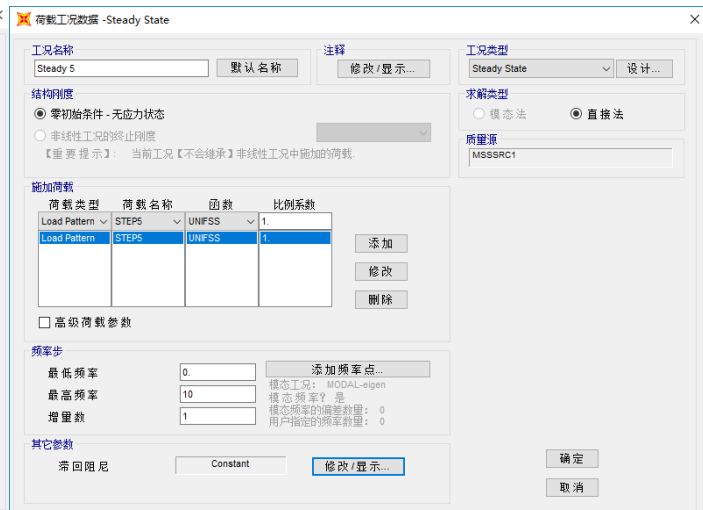 荷载工况数据 -Steady State
工况名称
Steady 5
默认名称
注释
修改/显示...
工况类型
Steady State
设计...
结构刚度
零初始条件 - 无应力状态
非线性工况的终止刚度
【重要提示】: 当前工况【不会继承】非线性工况中施加的荷载.
求解类型
模态法
直接法
质量源
MSSSRC1
施加荷载
荷载类型 荷载名称 函数 比例系数
Load Pattern STEP5 UNIFSS 1.
Load Pattern STEP5 UNIFSS 1.
添加
修改
删除
高级荷载参数
频率步
最低频率 0.
最高频率 10
增量数 1
添加频率点...
模态工况: MODAL-eigen
模态频率? 是
模态频率的偏差数量: 0
用户指定的频率数量: 0
其它参数
滞回阻尼 Constant 修改/显示...
确定
取消